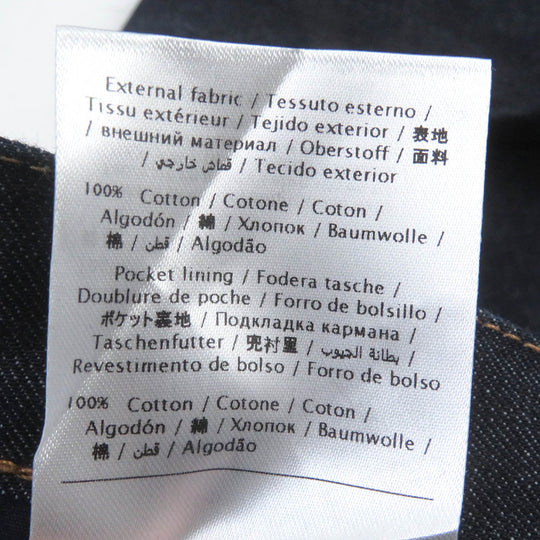 External fabric / Tessuto esterno /
Tissu extérieur / Tejido exterior / 表地
/ внешний материал / Oberstoff / 面料
/ قماش خارجي / Tecido exterior
100% Cotton / Cotone / Coton /
Algodón / 綿 / Хлопок / Baumwolle /
棉 / قطن / Algodão
Pocket lining / Fodera tasche /
Doublure de poche / Forro de bolsillo /
ポケット裏地 / Подкладка кармана /
Taschenfutter / 兜衬里 / بطانة الجيوب /
Revestimento de bolso / Forro de bolso
100% Cotton / Cotone / Coton /
Algodón / 綿 / Хлопок / Baumwolle /
棉 / قطن / Algodão